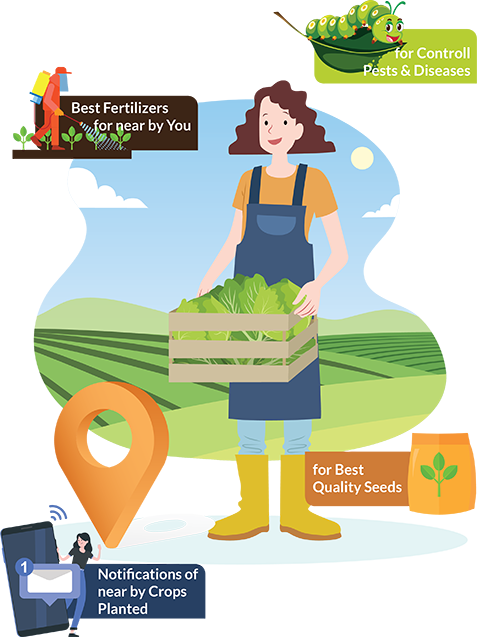 for Controll
Pests & Diseases
Best Fertilizers
for near by You
for Best
Quality Seeds
1
Notifications of
near by Crops
Planted